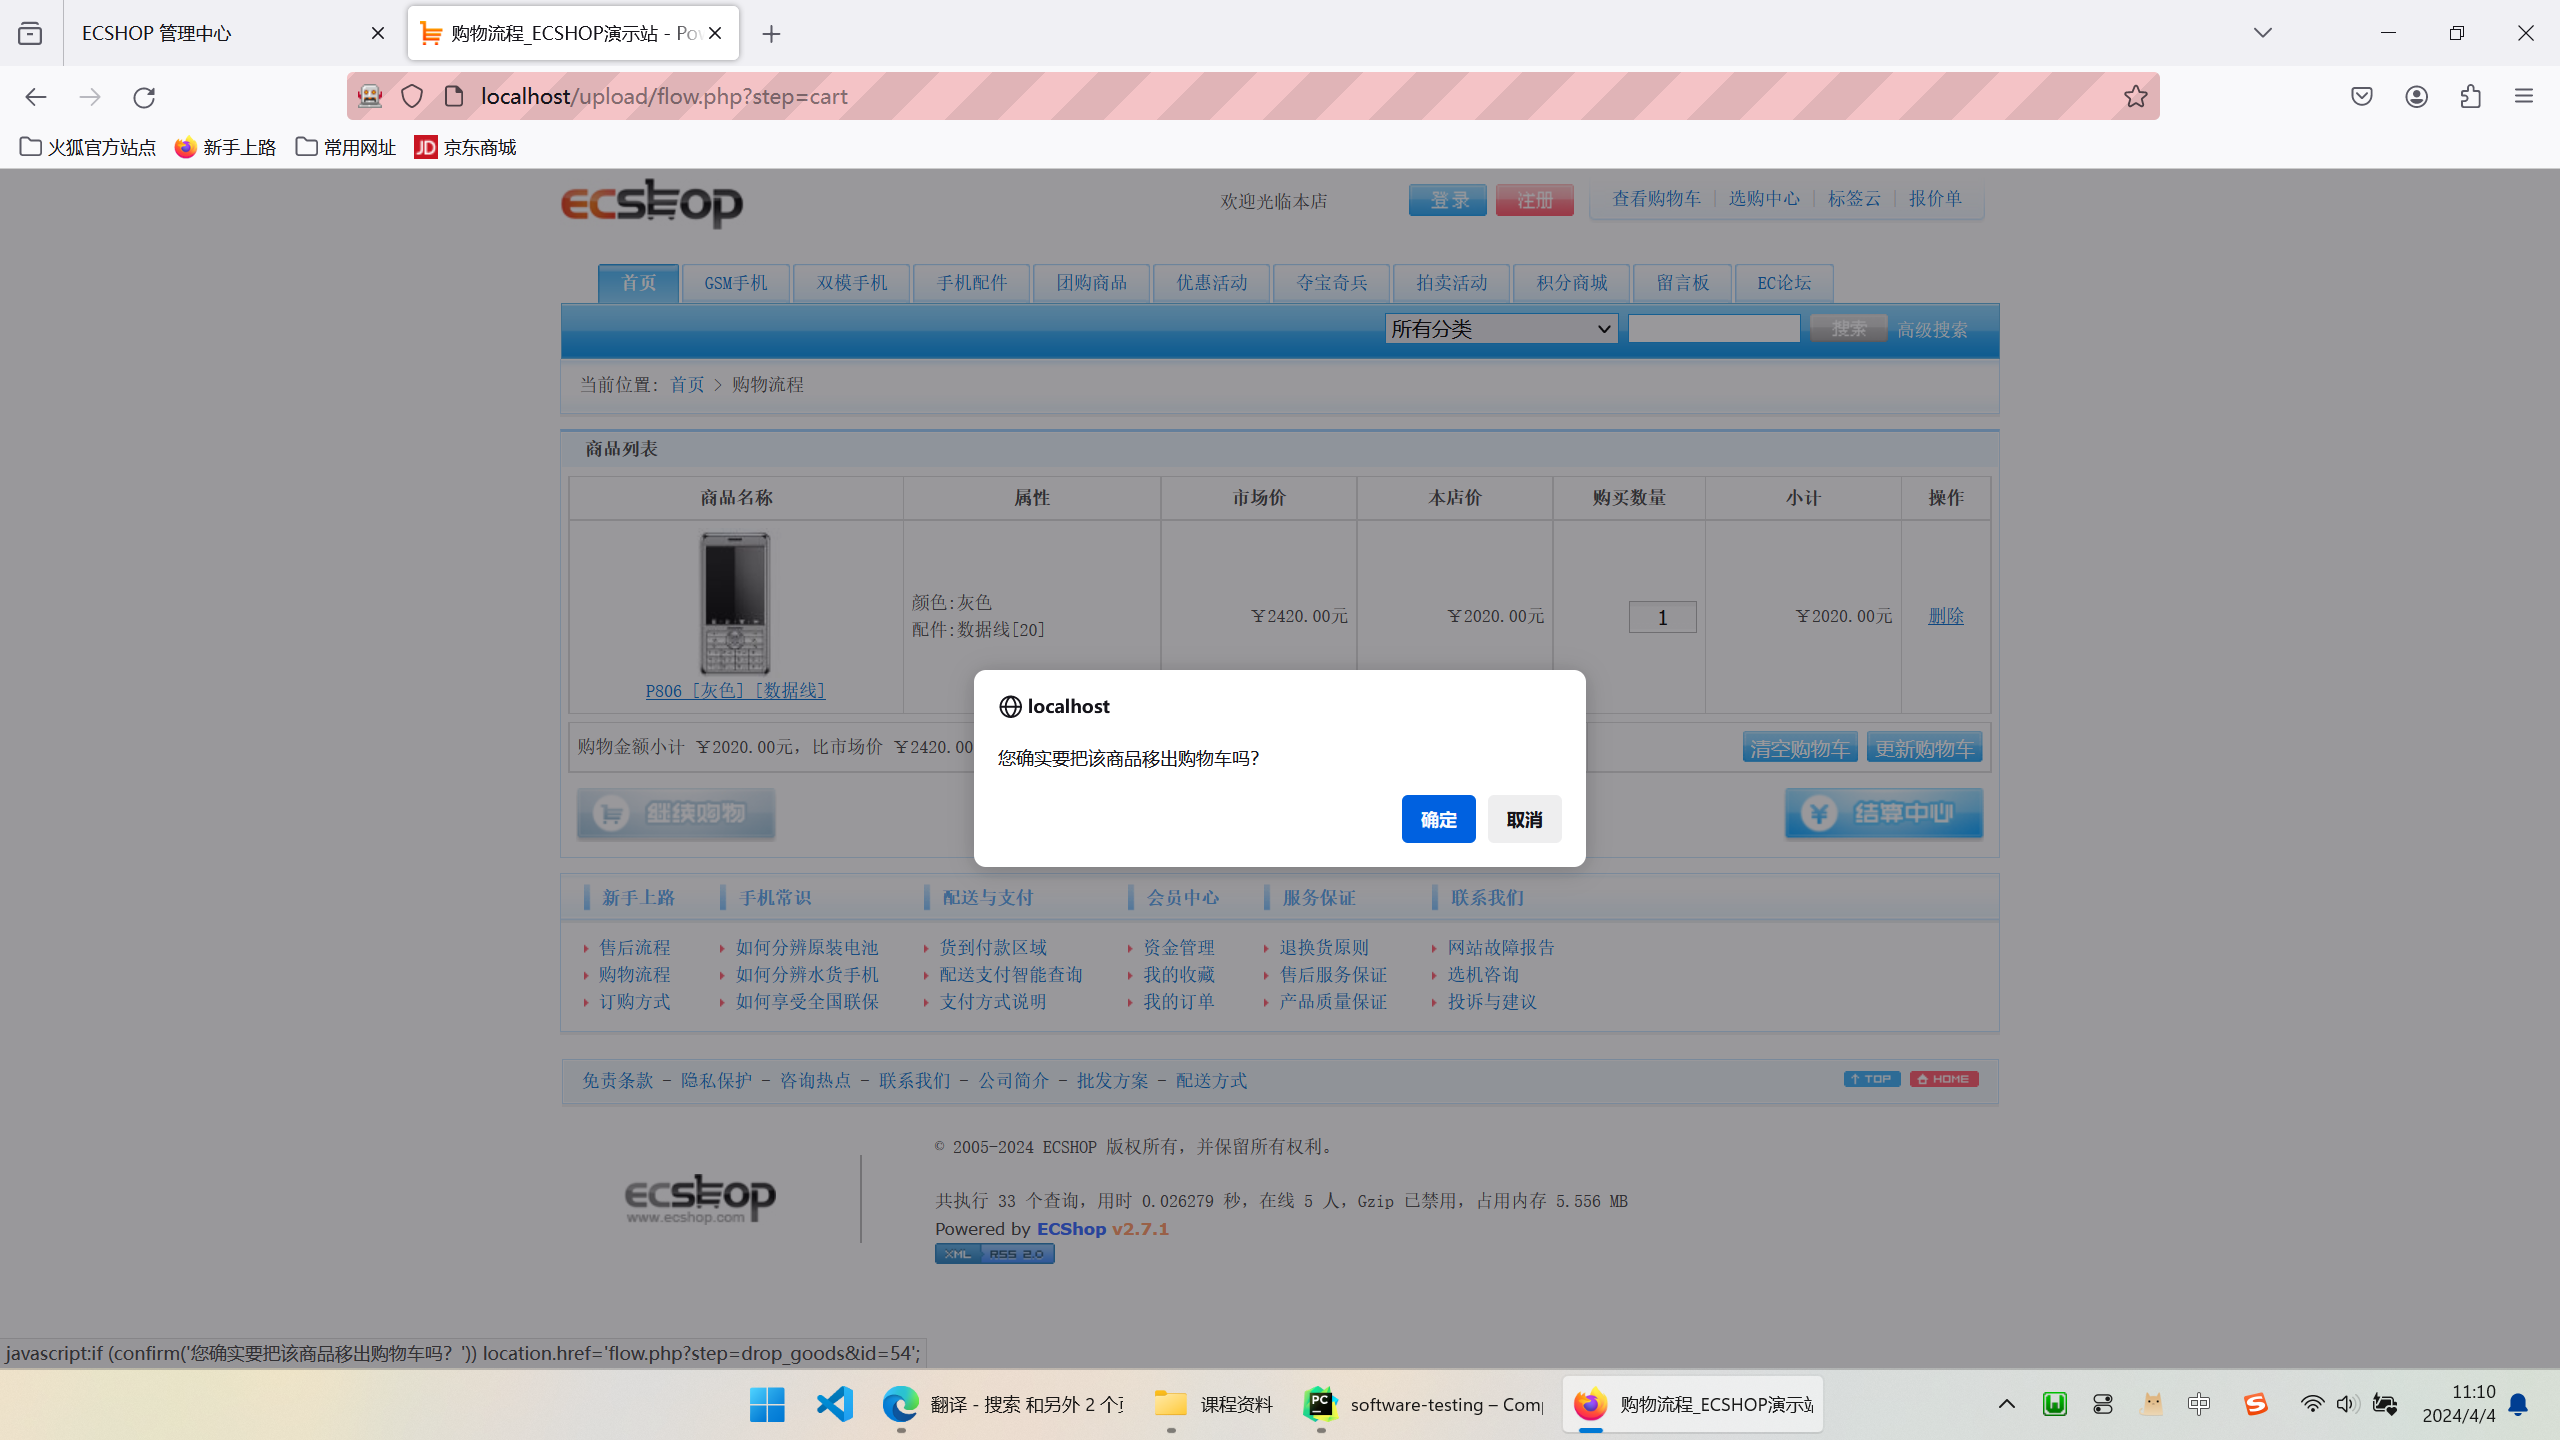 ECSHOP 管理中心
购物流程_ECSHOP演示站 - Pov
localhost/upload/flow.php?step=cart
火狐官方站点 新手上路 常用网址 JD 京东商城
ECSHOP 欢迎光临本店 登录 注册 查看购物车 | 选购中心 | 标签云 | 报价单
首页 GSM手机 双模手机 手机配件 团购商品 优惠活动 夺宝奇兵 拍卖活动 积分商城 留言板 EC论坛
所有分类 搜索 高级搜索
当前位置: 首页 > 购物流程
商品列表
商品名称 属性 市场价 本店价 购买数量 小计 操作
颜色:灰色
配件:数据线[20]
￥2420.00元 ￥2020.00元 1 ￥2020.00元 删除
P806 [灰色] [数据线]
购物金额小计 ￥2020.00元，比市场价 ￥2420.00
清空购物车 更新购物车
继续购物 结算中心
localhost
您确实要把该商品移出购物车吗？
确定 取消
新手上路 手机常识 配送与支付 会员中心 服务保证 联系我们
售后流程 如何分辨原装电池 货到付款区域 资金管理 退换货原则 网站故障报告
购物流程 如何分辨水货手机 配送支付智能查询 我的收藏 售后服务保证 选机咨询
订购方式 如何享受全国联保 支付方式说明 我的订单 产品质量保证 投诉与建议
免责条款 - 隐私保护 - 咨询热点 - 联系我们 - 公司简介 - 批发方案 - 配送方式
TOP HOME
© 2005-2024 ECSHOP 版权所有，并保留所有权利。
ecshop
www.ecshop.com
共执行 33 个查询，用时 0.026279 秒，在线 5 人，Gzip 已禁用，占用内存 5.556 MB
Powered by ECShop v2.7.1
XML RSS 2.0
javascript:if (confirm('您确实要把该商品移出购物车吗？')) location.href='flow.php?step=drop_goods&id=54';
翻译 - 搜索 和另外 2 个 课程资料 PC software-testing – Com 购物流程_ECSHOP演示站
中 S 11:10
2024/4/4